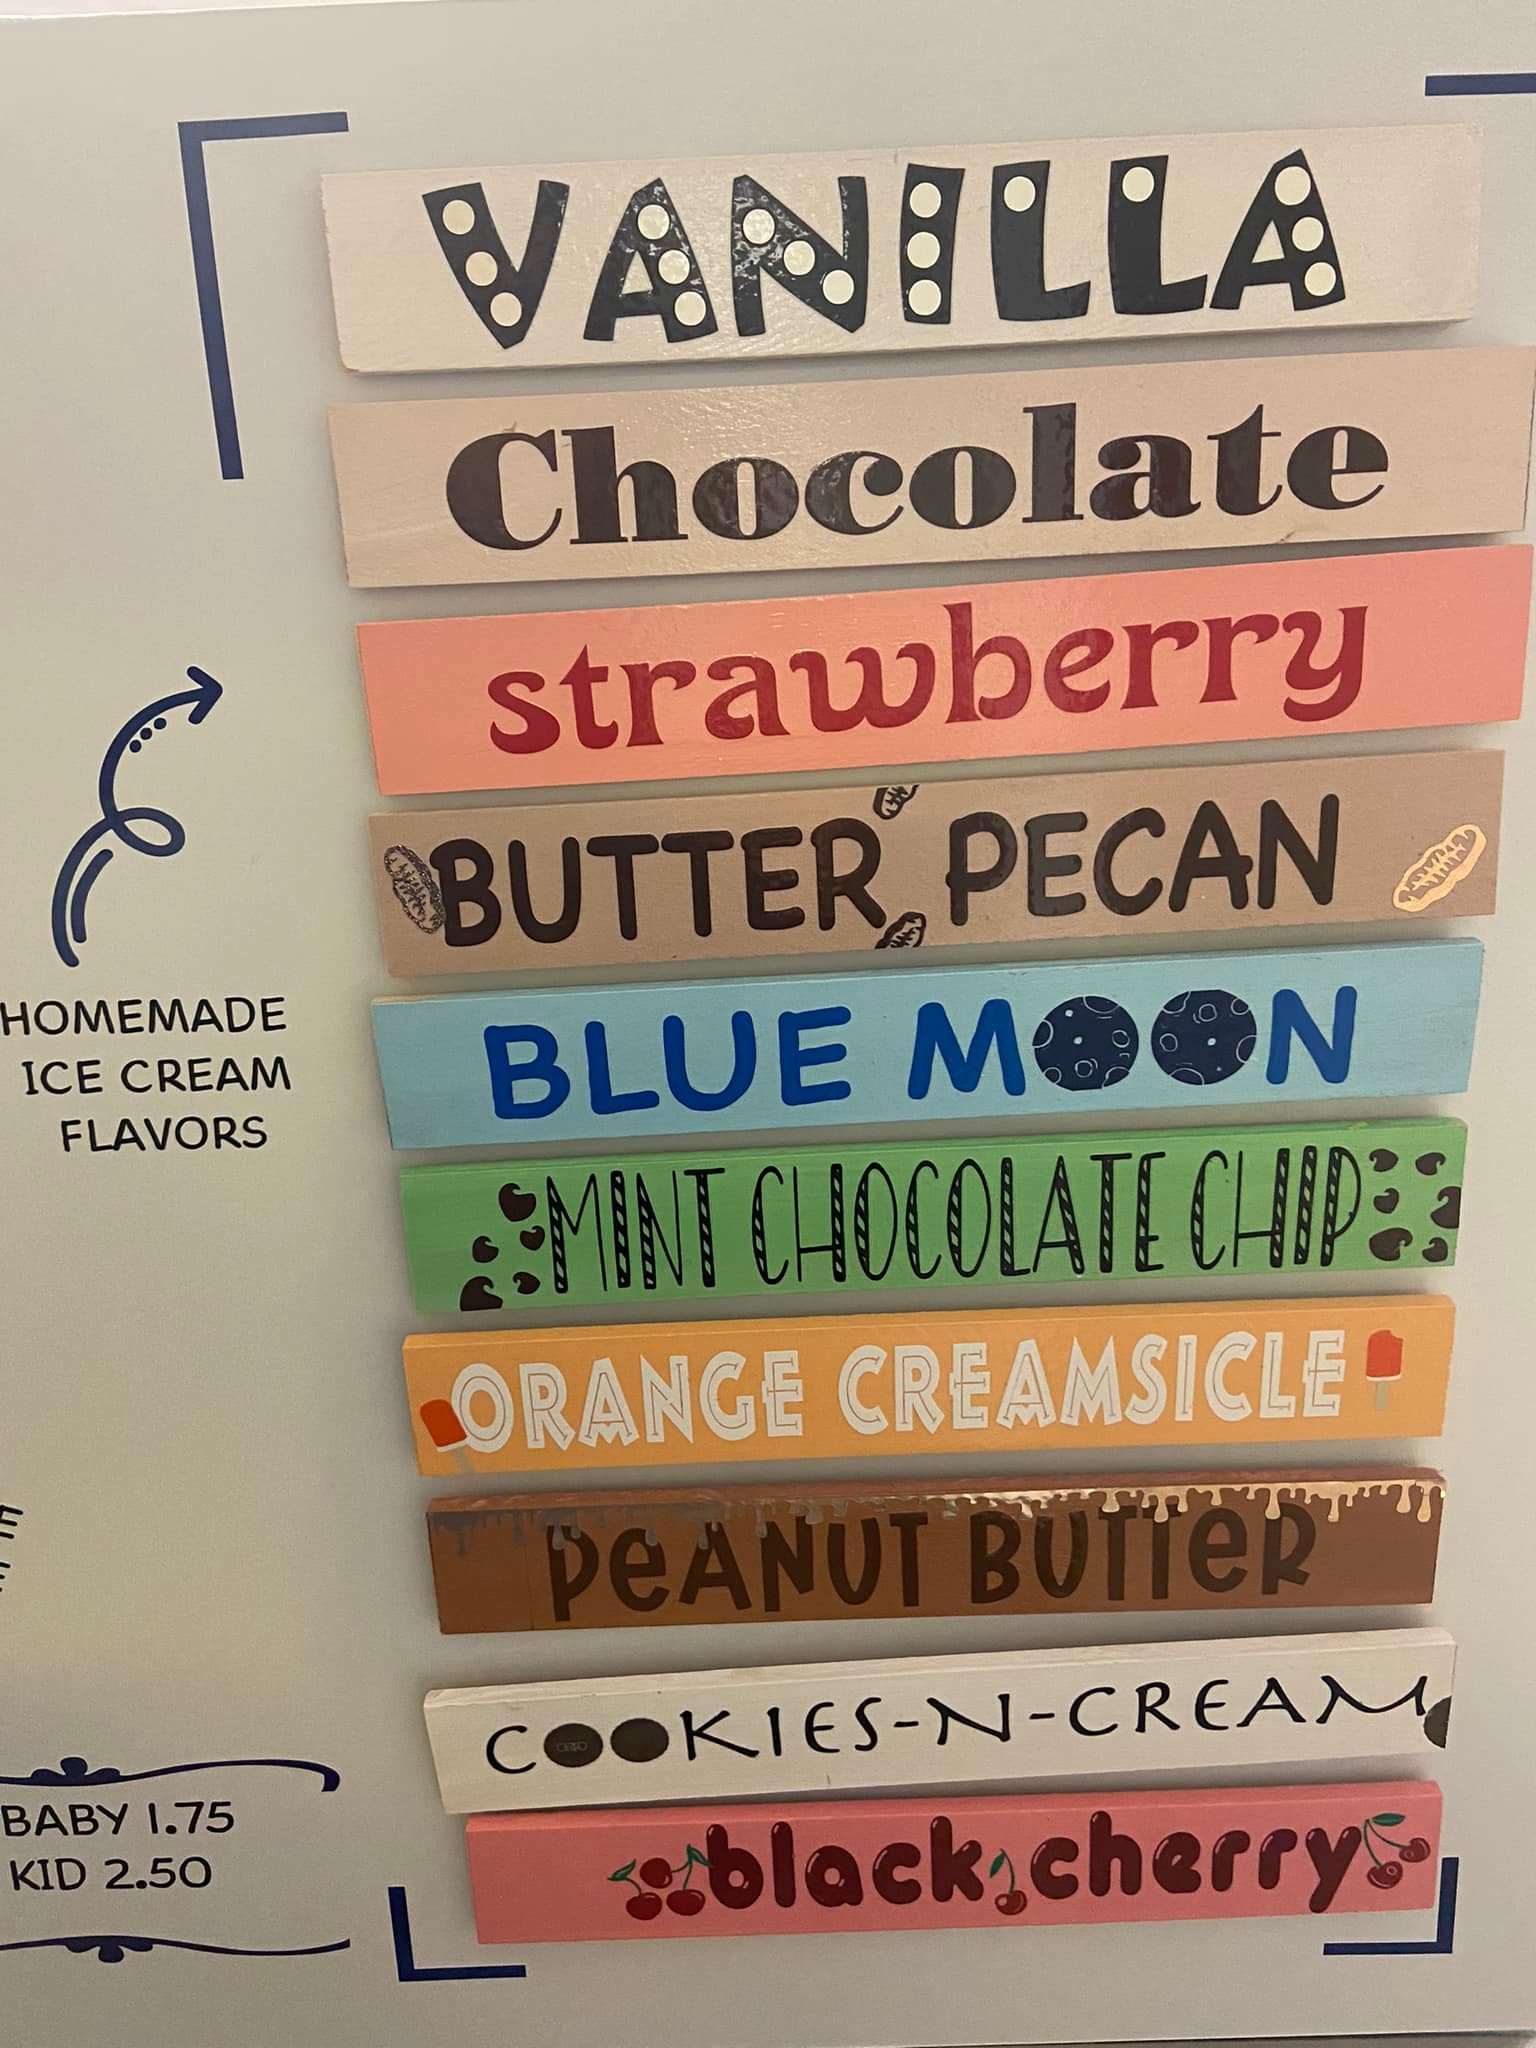 VANILLA
Chocolate
strawberry
BUTTER PECAN
BLUE MOON
MINT CHOCOLATE CHIP
ORANGE CREAMSICLE
PEANUT BUTTER
COOKIES-N-CREAM
black cherry
HOMEMADE
ICE CREAM
FLAVORS
BABY 1.75
KID 2.50